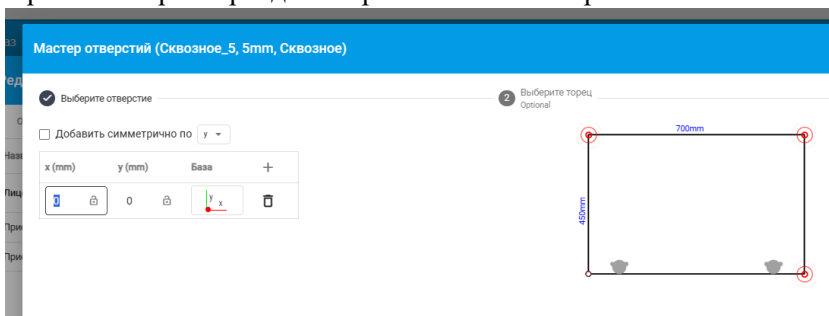 Мастер отверстий (Сквозное_5, 5mm, Сквозное)
Выберите отверстие
2 Выберите торец
Optional
Добавить симметрично по y
x (mm) y (mm) База +
0 0 y x
700mm
450mm